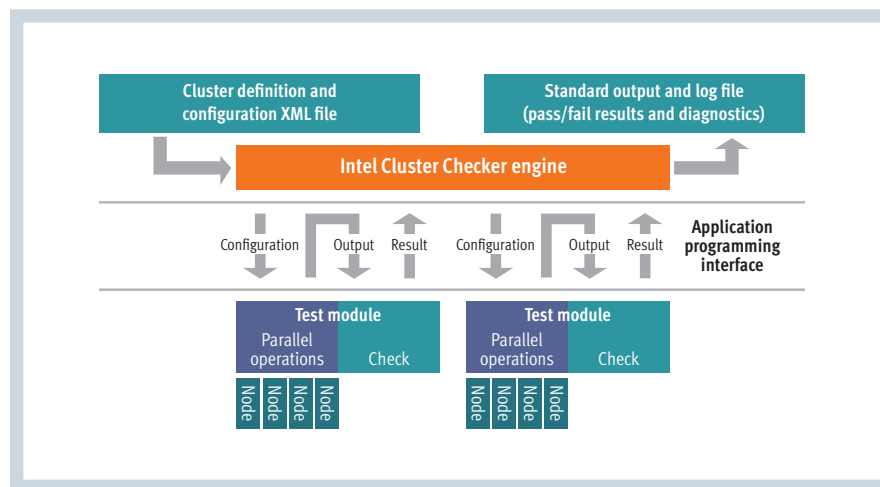 Cluster definition and
configuration XML file
Standard output and log file
(pass/fail results and diagnostics)
Intel Cluster Checker engine
Configuration
Output
Result
Configuration
Output
Result
Application
programming
interface
Test module
Parallel
operations
Check
Node
Node
Node
Node
Test module
Parallel
operations
Check
Node
Node
Node
Node